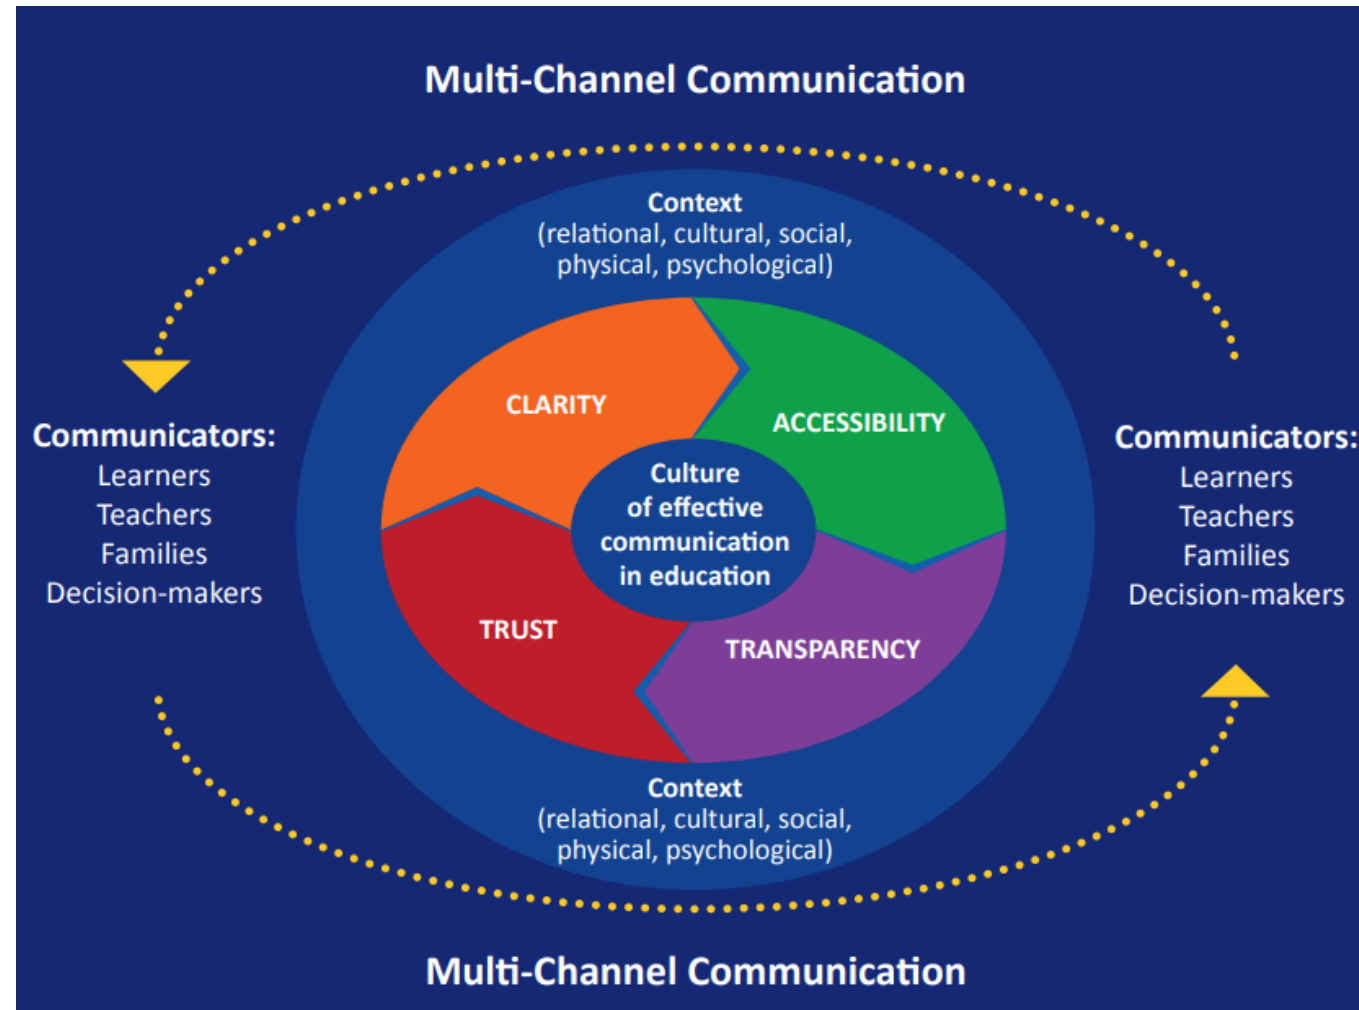 Multi-Channel Communication
Context
(relational, cultural, social,
physical, psychological)
CLARITY
ACCESSIBILITY
Communicators:
Learners
Teachers
Families
Decision-makers
Culture
of effective
communication
in education
Communicators:
Learners
Teachers
Families
Decision-makers
TRUST
TRANSPARENCY
Context
(relational, cultural, social,
physical, psychological)
Multi-Channel Communication